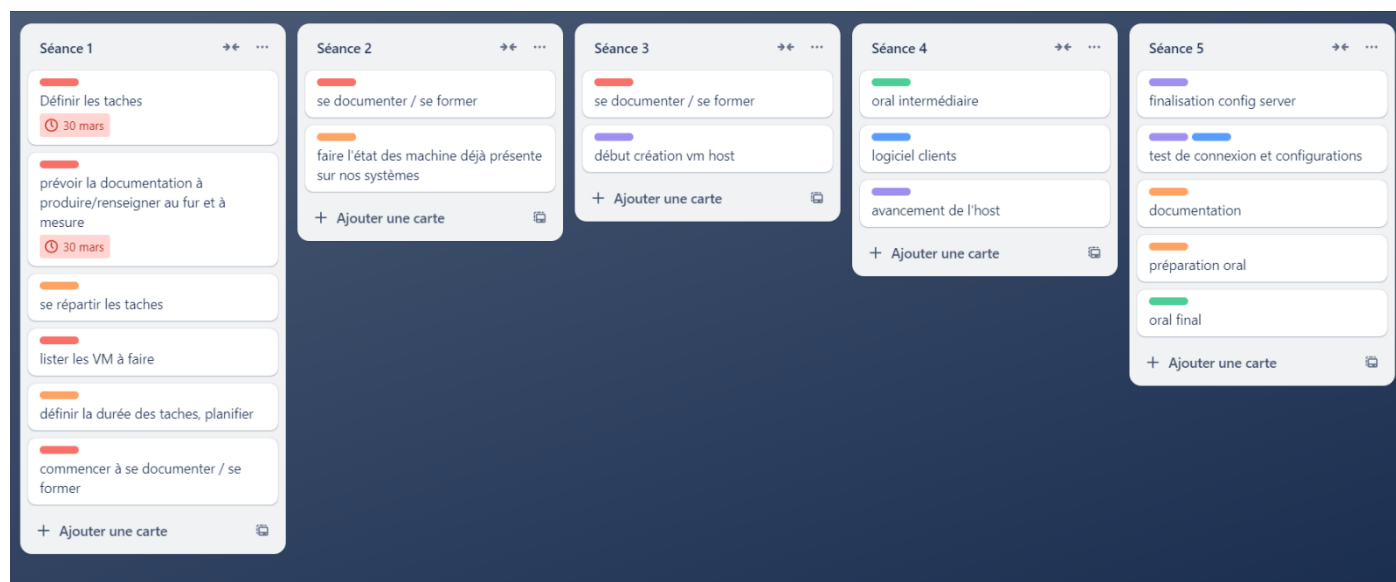 Séance 1
Définir les taches
30 mars
prévoir la documentation à
produire/renseigner au fur et à
mesure
30 mars
se répartir les taches
lister les VM à faire
définir la durée des taches, planifier
commencer à se documenter / se
former
+ Ajouter une carte
Séance 2
se documenter / se former
faire l'état des machine déjà présente
sur nos systèmes
+ Ajouter une carte
Séance 3
se documenter / se former
début création vm host
+ Ajouter une carte
Séance 4
oral intermédiaire
logiciel clients
avancement de l'host
+ Ajouter une carte
Séance 5
finalisation config server
test de connexion et configurations
documentation
préparation oral
oral final
+ Ajouter une carte